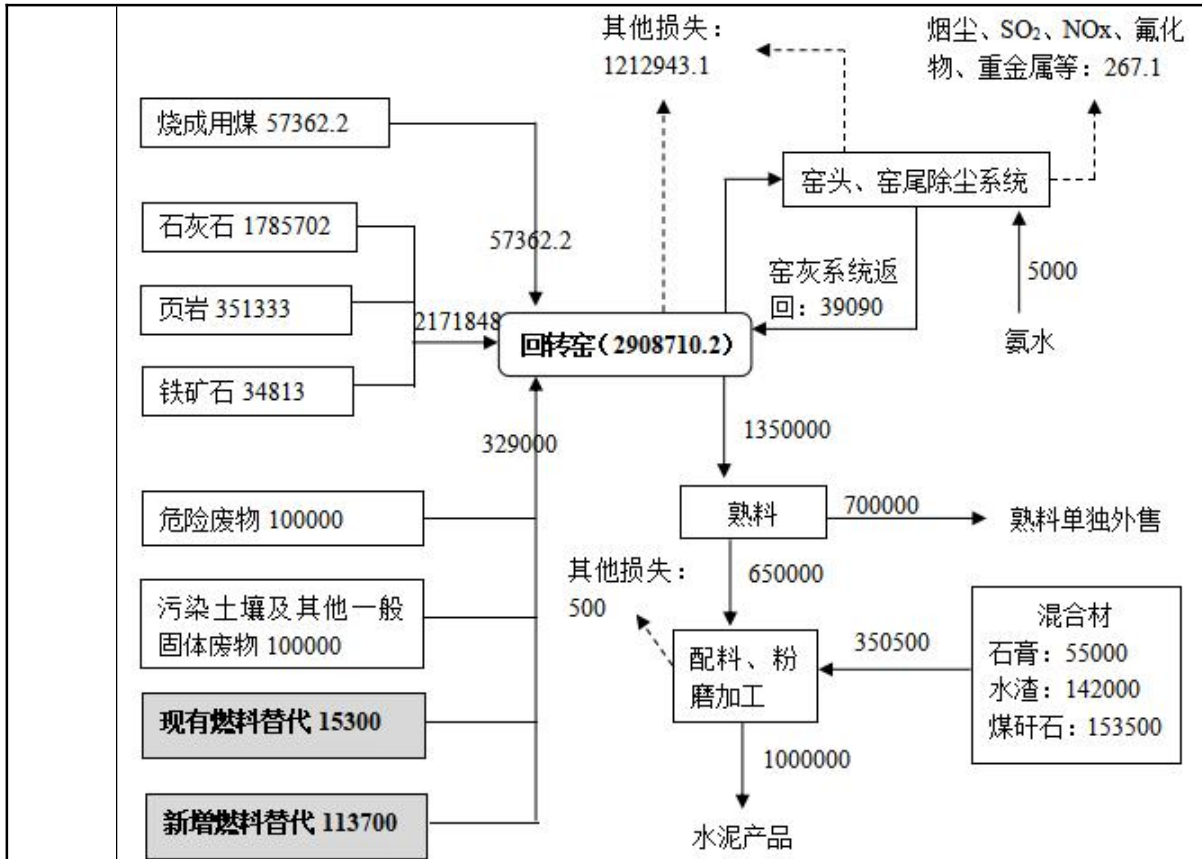 其他损失：
1212943.1
烟尘、SO₂、NOx、氟化
物、重金属等：267.1
烧成用煤 57362.2
窑头、窑尾除尘系统
石灰石 1785702
57362.2
窑灰系统返
回：39090
5000
页岩 351333
2171848
回转窑（2908710.2）
氨水
铁矿石 34813
329000
1350000
危险废物 100000
熟料
700000
熟料单独外售
其他损失：
500
650000
污染土壤及其他一般
固体废物 100000
配料、粉
磨加工
350500
混合材
石膏：55000
水渣：142000
煤矸石：153500
现有燃料替代 15300
1000000
新增燃料替代 113700
水泥产品